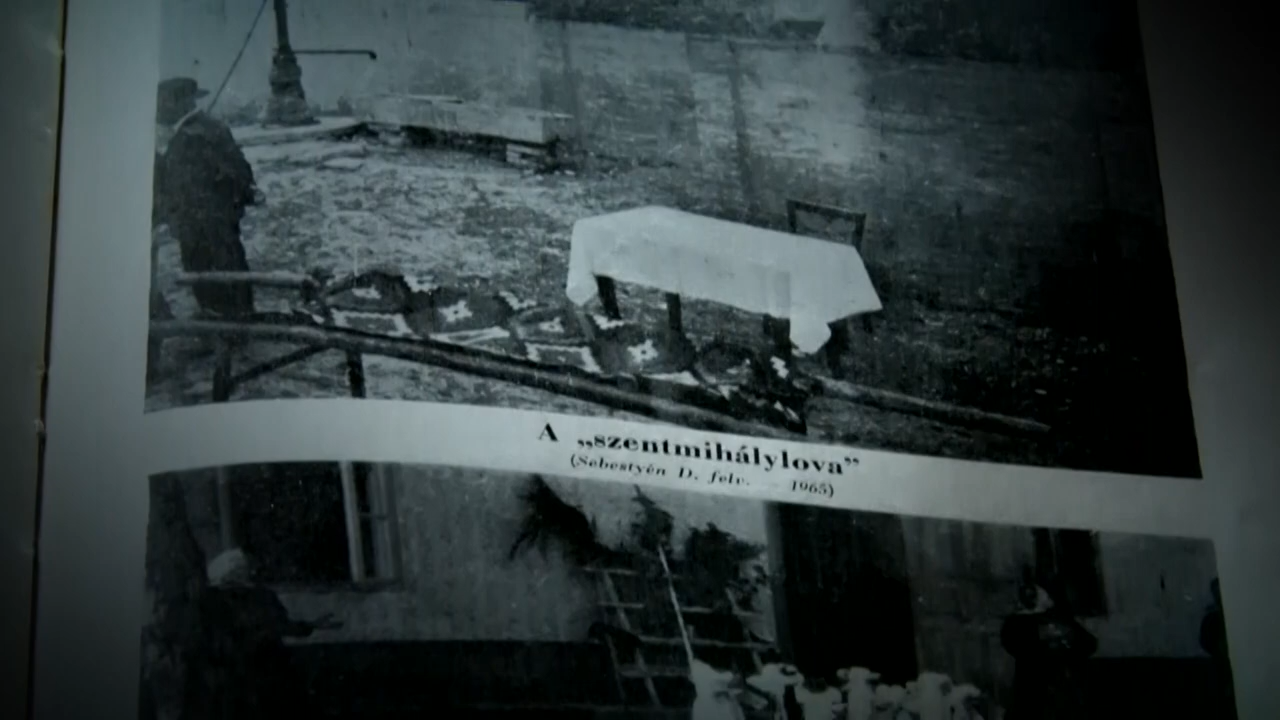 A „szentmihálylova”
(Sebestyén D. felv. — 1965)